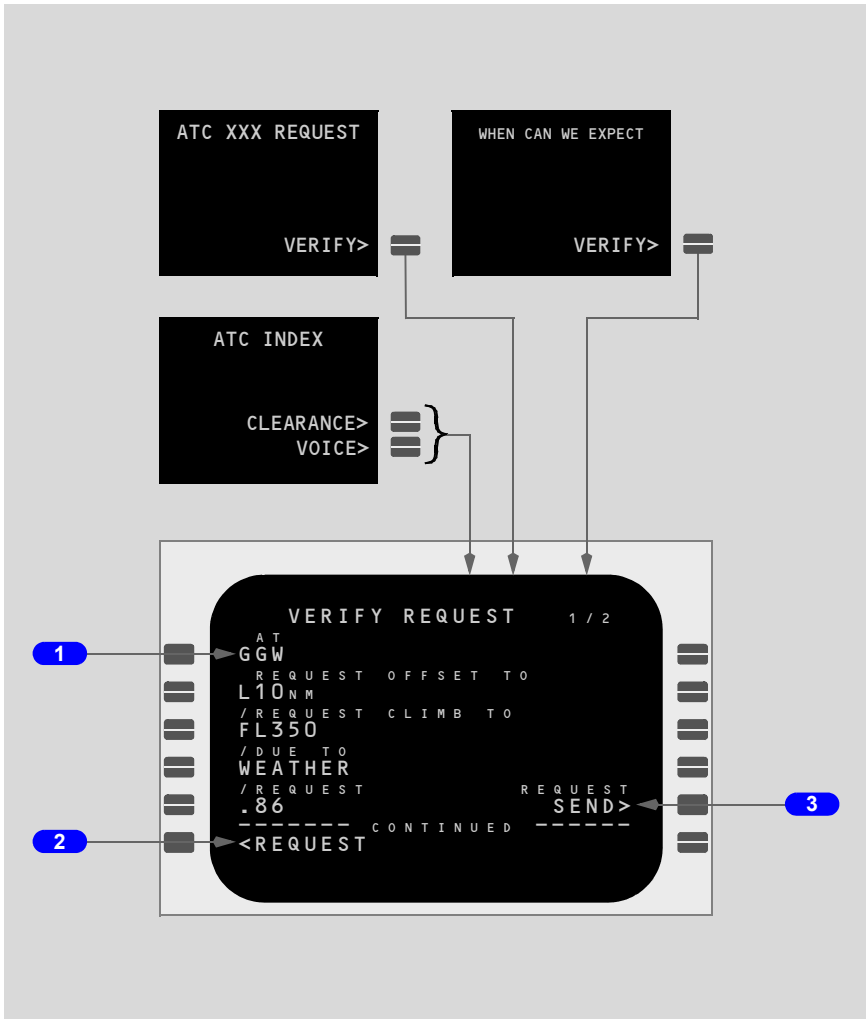 ATC XXX REQUEST
VERIFY>
WHEN CAN WE EXPECT
VERIFY>
ATC INDEX
CLEARANCE>
VOICE>
VERIFY REQUEST 1/2
1
AT
GGW
REQUEST OFFSET TO
L10NM
/REQUEST CLIMB TO
FL350
/DUE TO
WEATHER
/REQUEST REQUEST
.86 SEND>
3
------- CONTINUED ------
2
<REQUEST